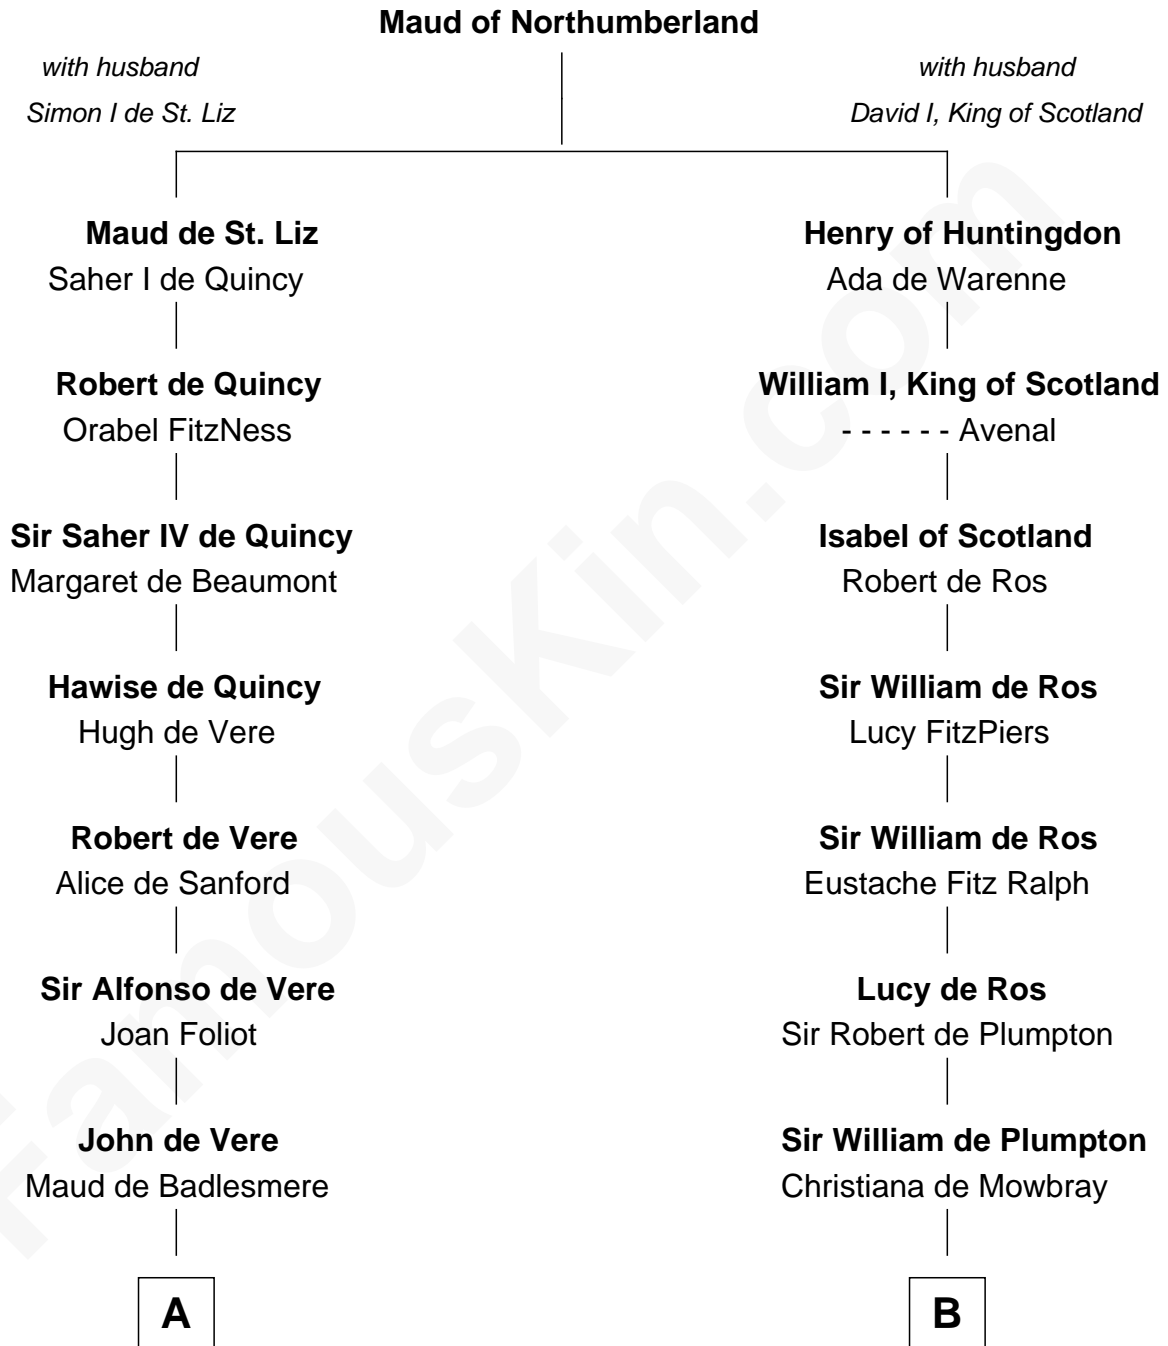 Maud of Northumberland
with husband
Simon I de St. Liz
with husband
David I, King of Scotland
Maud de St. Liz
Saher I de Quincy
Henry of Huntingdon
Ada de Warenne
Robert de Quincy
Orabel FitzNess
William I, King of Scotland
- - - - - - Avenal
Sir Saher IV de Quincy
Margaret de Beaumont
Isabel of Scotland
Robert de Ros
Hawise de Quincy
Hugh de Vere
Sir William de Ros
Lucy FitzPiers
Robert de Vere
Alice de Sanford
Sir William de Ros
Eustache Fitz Ralph
Sir Alfonso de Vere
Joan Foliot
Lucy de Ros
Sir Robert de Plumpton
John de Vere
Maud de Badlesmere
Sir William de Plumpton
Christiana de Mowbray
A
B
FamousKin.com